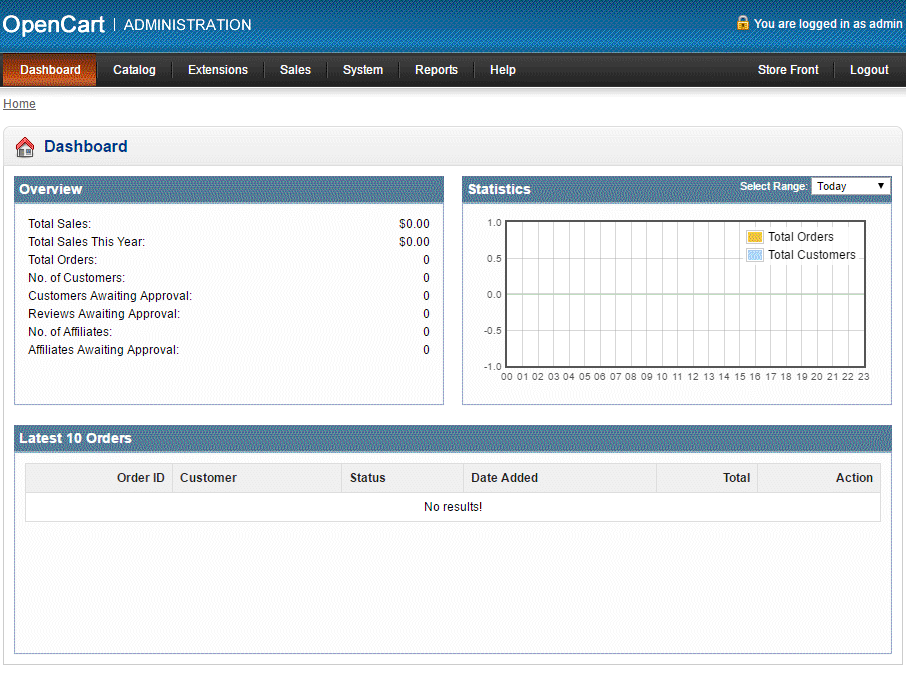 OpenCart | ADMINISTRATION You are logged in as admin
Dashboard Catalog Extensions Sales System Reports Help Store Front Logout
Home
Dashboard
Overview
Total Sales: $0.00
Total Sales This Year: $0.00
Total Orders: 0
No. of Customers: 0
Customers Awaiting Approval: 0
Reviews Awaiting Approval: 0
No. of Affiliates: 0
Affiliates Awaiting Approval: 0
Statistics Select Range: Today
Total Orders
Total Customers
1.0
0.5
0.0
-0.5
-1.0
00 01 02 03 04 05 06 07 08 09 10 11 12 13 14 15 16 17 18 19 20 21 22 23
Latest 10 Orders
Order ID Customer Status Date Added Total Action
No results!